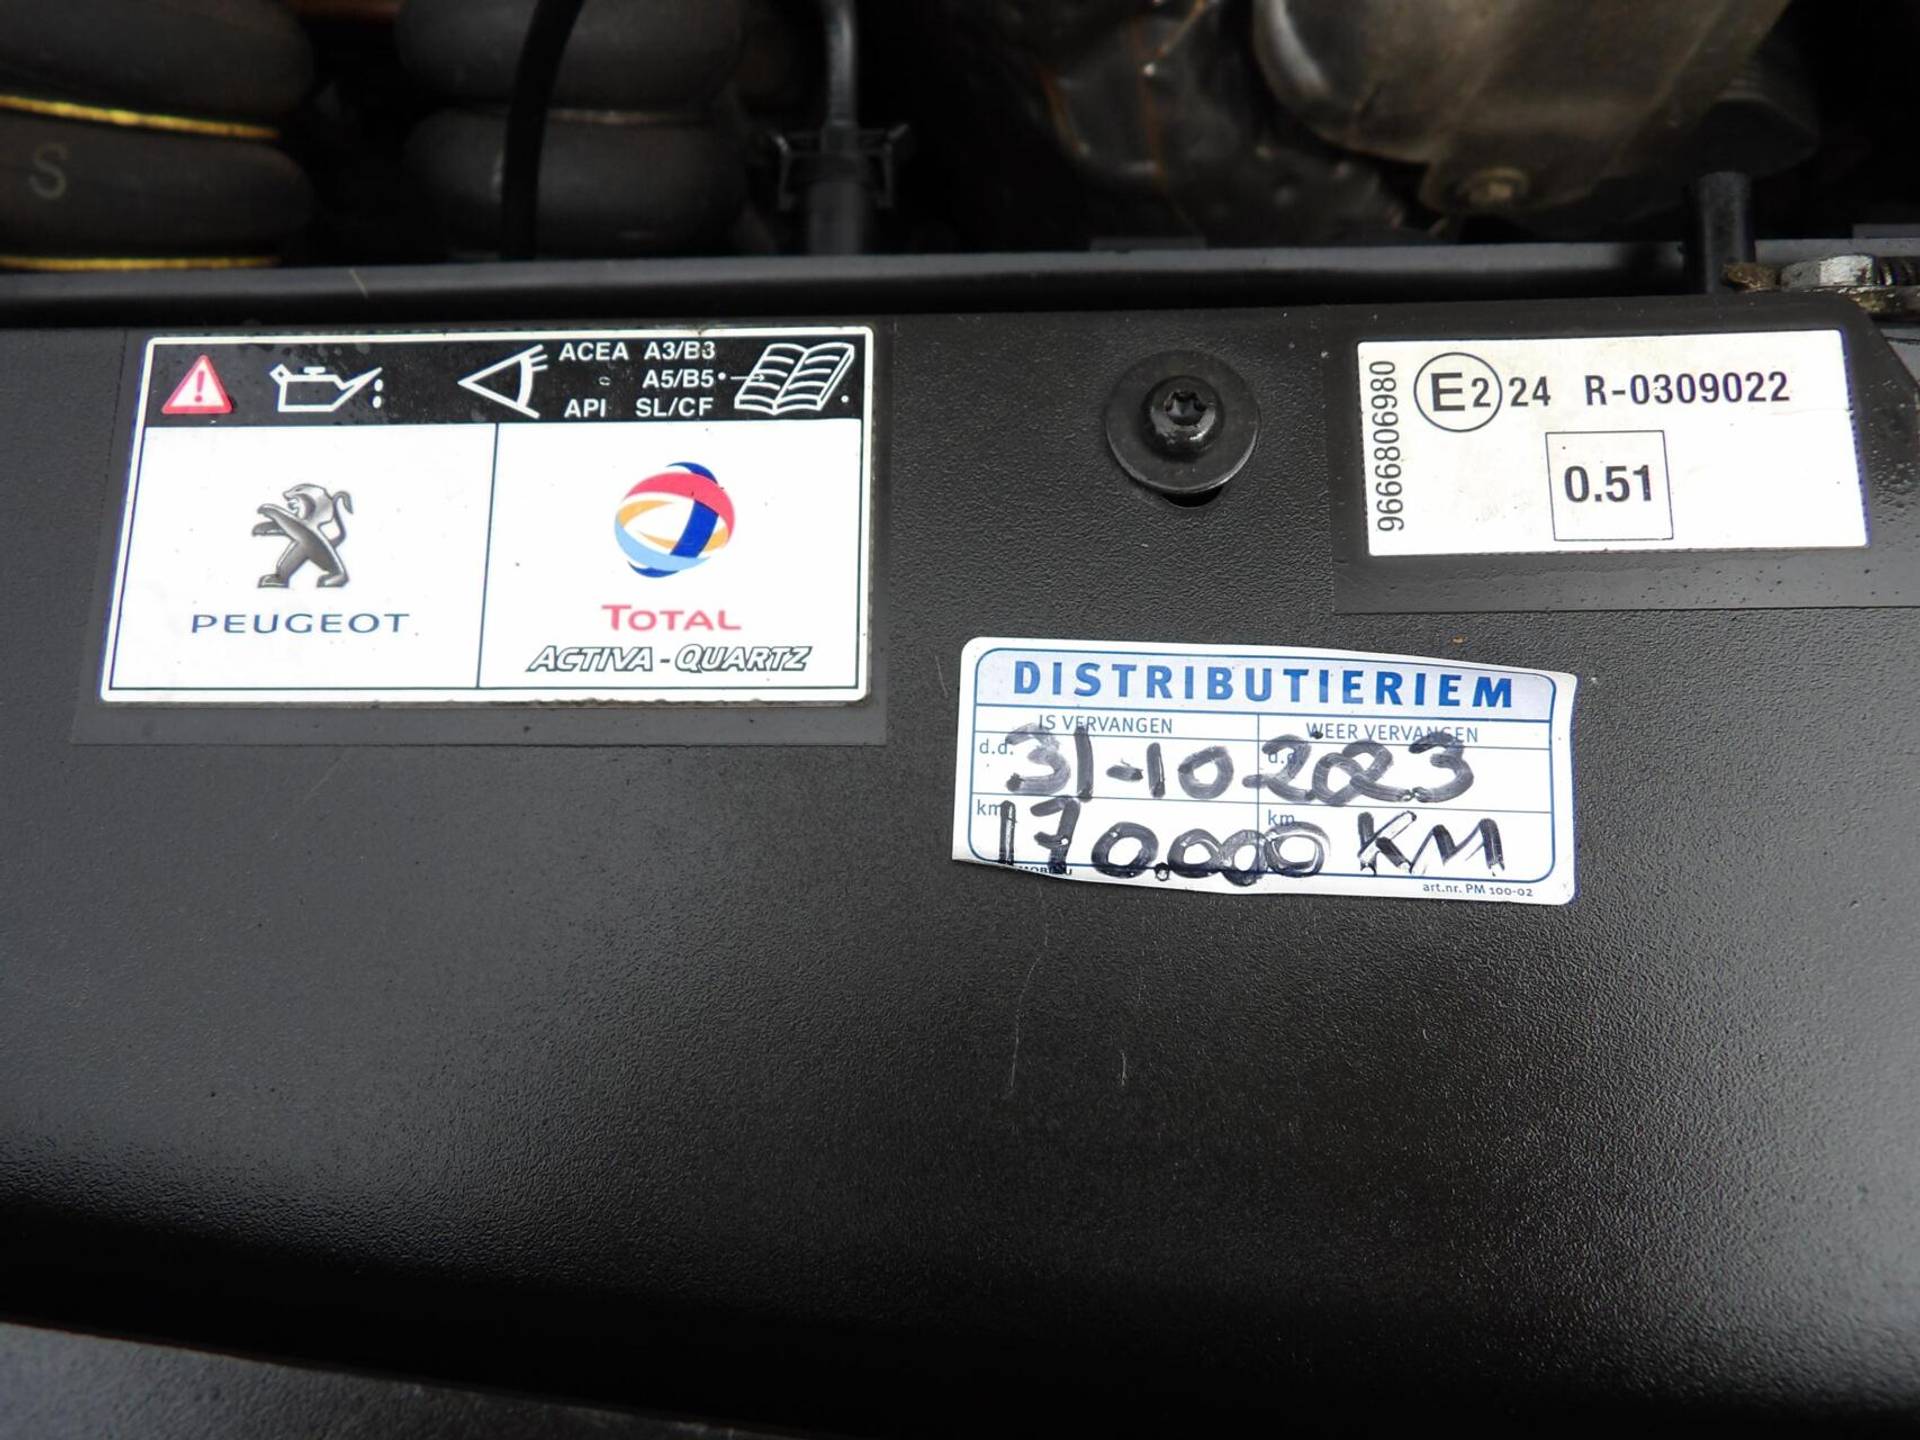 S
ACEA A3/B3
A5/B5
API SL/CF
PEUGEOT
TOTAL
ACTIVA-QUARTZ
9666806980
E2 24 R-0309022
0.51
DISTRIBUTIERIEM
IS VERVANGEN WEER VERVANGEN
d.d. d.d.
31-10-2023
km km
170.000 KM
art.nr. PM 100-02